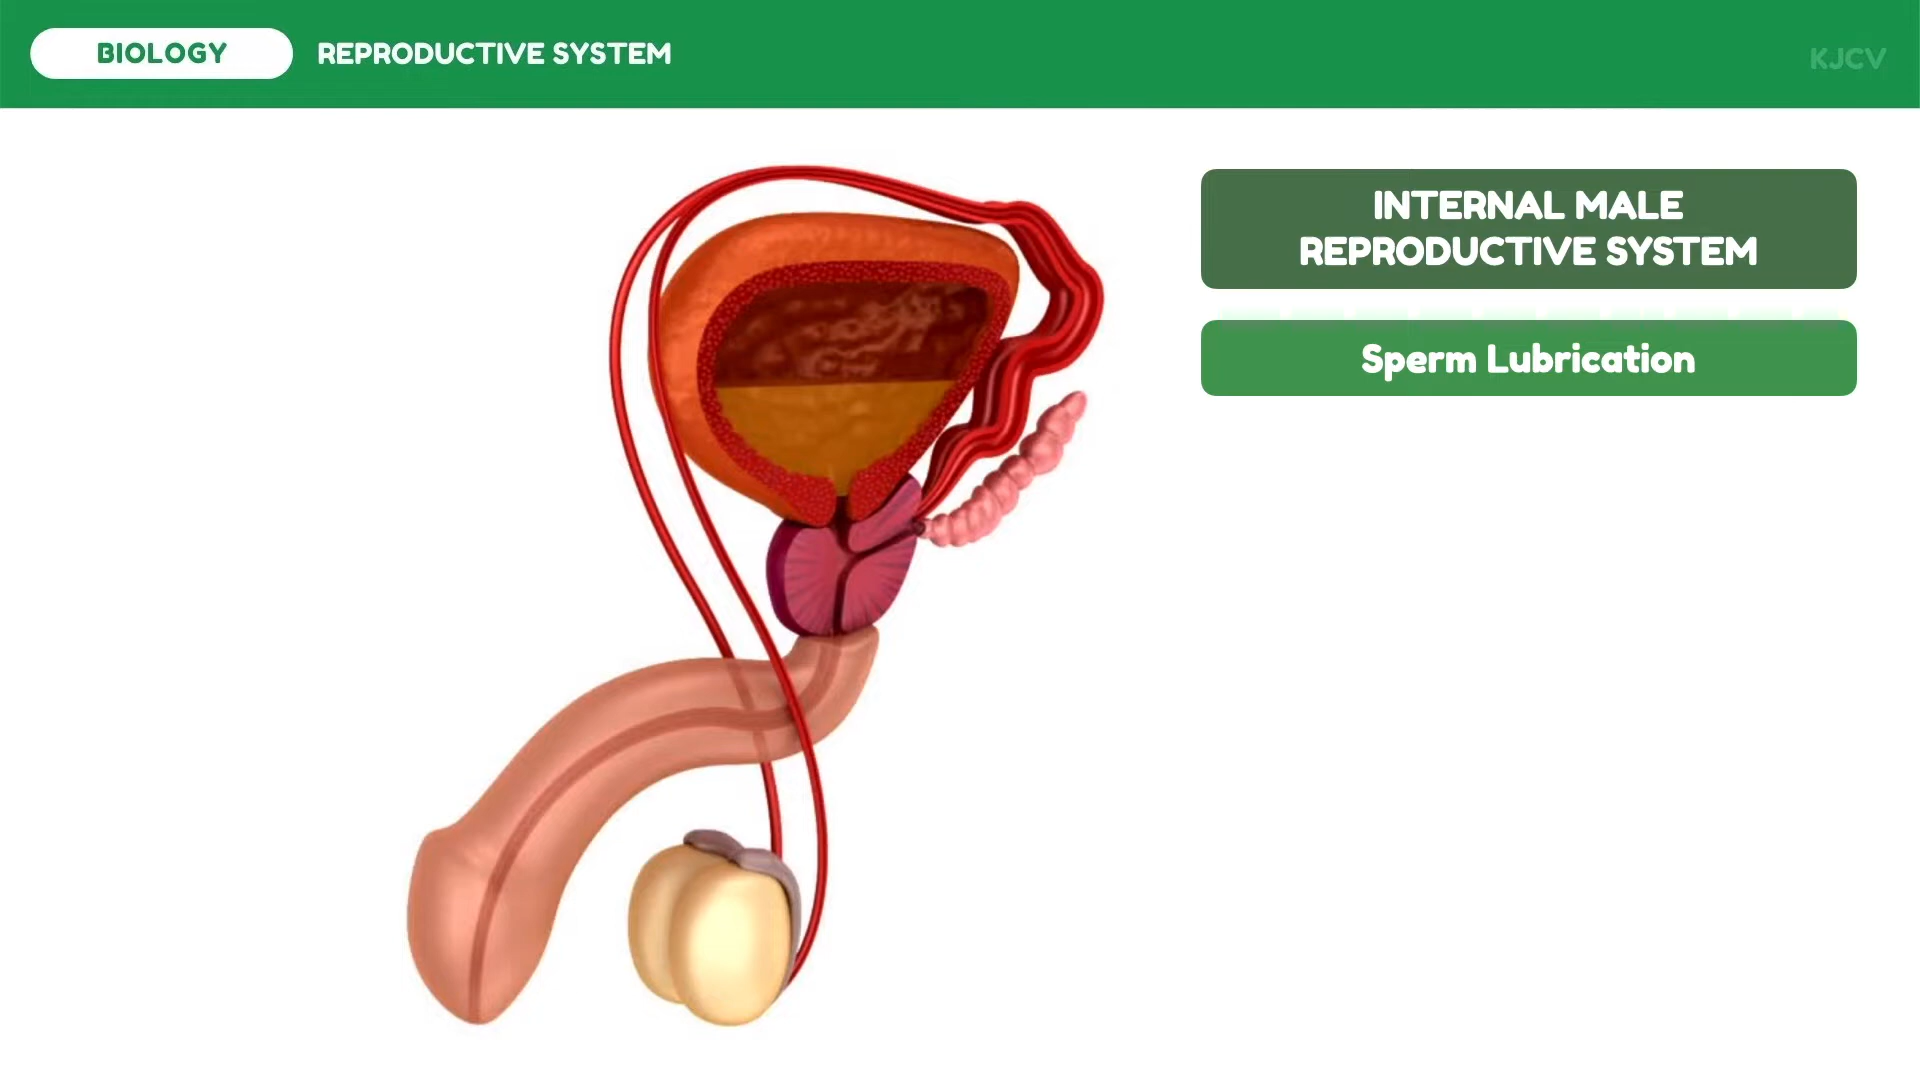 BIOLOGY
REPRODUCTIVE SYSTEM
KJCV
INTERNAL MALE
REPRODUCTIVE SYSTEM
Sperm Lubrication